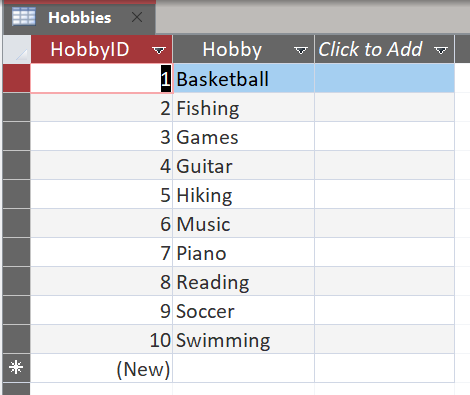 Hobbies ×
HobbyID Hobby Click to Add
1 Basketball
2 Fishing
3 Games
4 Guitar
5 Hiking
6 Music
7 Piano
8 Reading
9 Soccer
10 Swimming
(New)